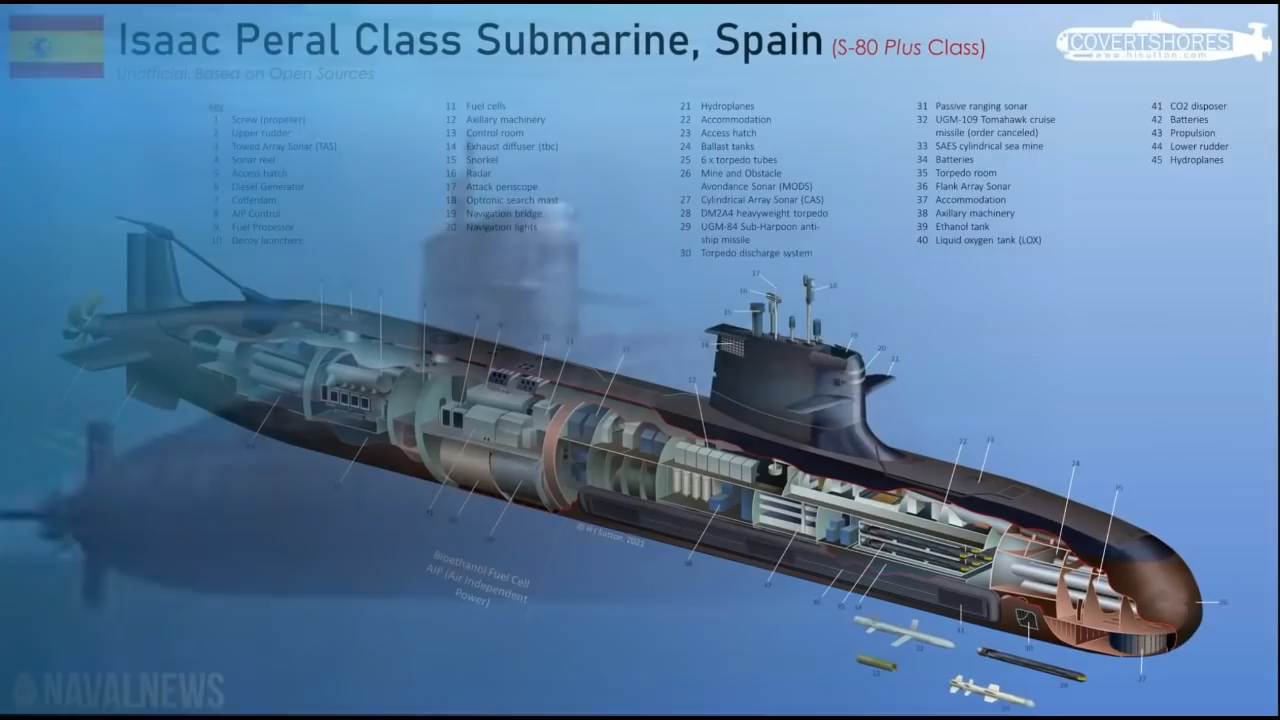 Isaac Peral Class Submarine, Spain (S-80 Plus Class)
Unofficial. Based on Open Sources
COVERTSHORES
www.hisutton.com
Key
1 Screw (propeller)
2 Upper rudder
3 Towed Array Sonar (TAS)
4 Sonar reel
5 Access hatch
6 Diesel Generator
7 Cofferdam
8 AIP Control
9 Fuel Processor
10 Decoy launchers
11 Fuel cells
12 Axillary machinery
13 Control room
14 Exhaust diffuser (tbc)
15 Snorkel
16 Radar
17 Attack periscope
18 Optronic search mast
19 Navigation bridge
20 Navigation lights
21 Hydroplanes
22 Accommodation
23 Access hatch
24 Ballast tanks
25 6 x torpedo tubes
26 Mine and Obstacle
Avondance Sonar (MODS)
27 Cylindrical Array Sonar (CAS)
28 DM2A4 heavyweight torpedo
29 UGM-84 Sub-Harpoon anti-
ship missile
30 Torpedo discharge system
31 Passive ranging sonar
32 UGM-109 Tomahawk cruise
missile (order canceled)
33 SAES cylindrical sea mine
34 Batteries
35 Torpedo room
36 Flank Array Sonar
37 Accommodation
38 Axillary machinery
39 Ethanol tank
40 Liquid oxygen tank (LOX)
41 CO2 disposer
42 Batteries
43 Propulsion
44 Lower rudder
45 Hydroplanes
© H I Sutton, 2021
Bioethanol Fuel Cell
AIP (Air Independent
Power)
NAVALNEWS